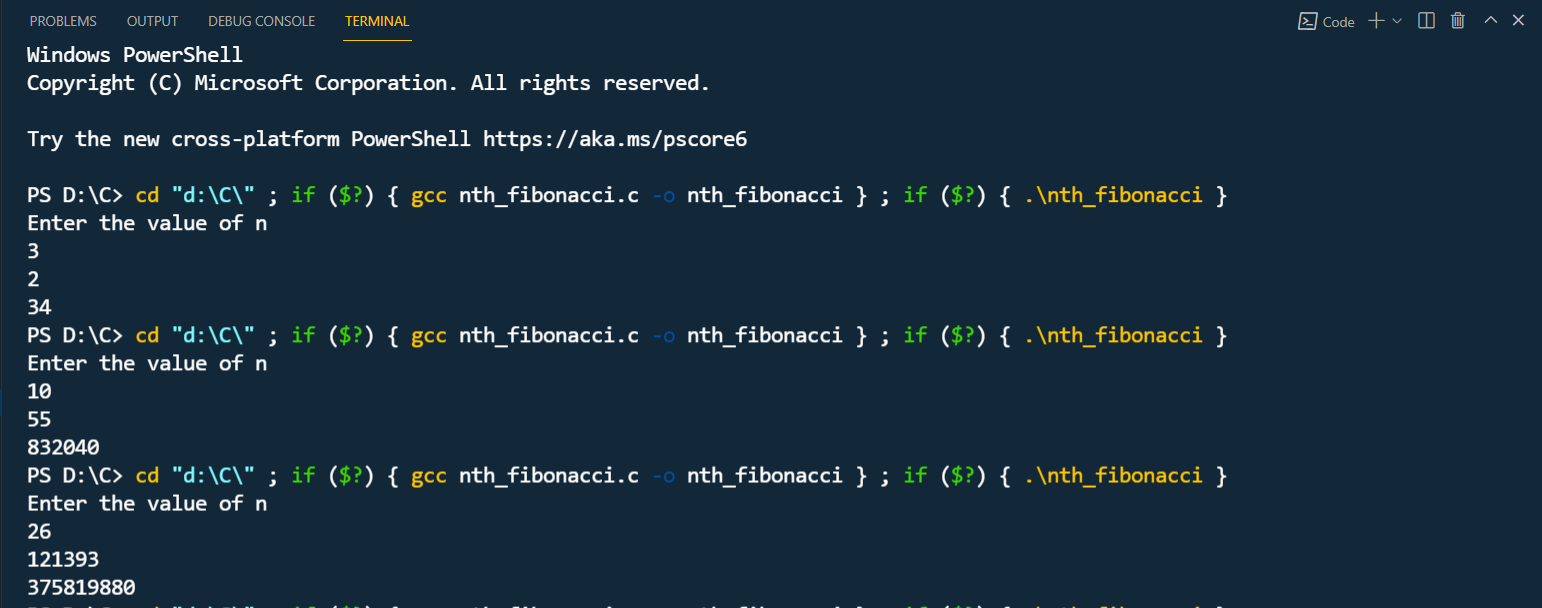 PROBLEMS OUTPUT DEBUG CONSOLE TERMINAL Code
Windows PowerShell
Copyright (C) Microsoft Corporation. All rights reserved.
Try the new cross-platform PowerShell https://aka.ms/pscore6
PS D:\C> cd "d:\C\" ; if ($?) { gcc nth_fibonacci.c -o nth_fibonacci } ; if ($?) { .\nth_fibonacci }
Enter the value of n
3
2
34
PS D:\C> cd "d:\C\" ; if ($?) { gcc nth_fibonacci.c -o nth_fibonacci } ; if ($?) { .\nth_fibonacci }
Enter the value of n
10
55
832040
PS D:\C> cd "d:\C\" ; if ($?) { gcc nth_fibonacci.c -o nth_fibonacci } ; if ($?) { .\nth_fibonacci }
Enter the value of n
26
121393
375819880